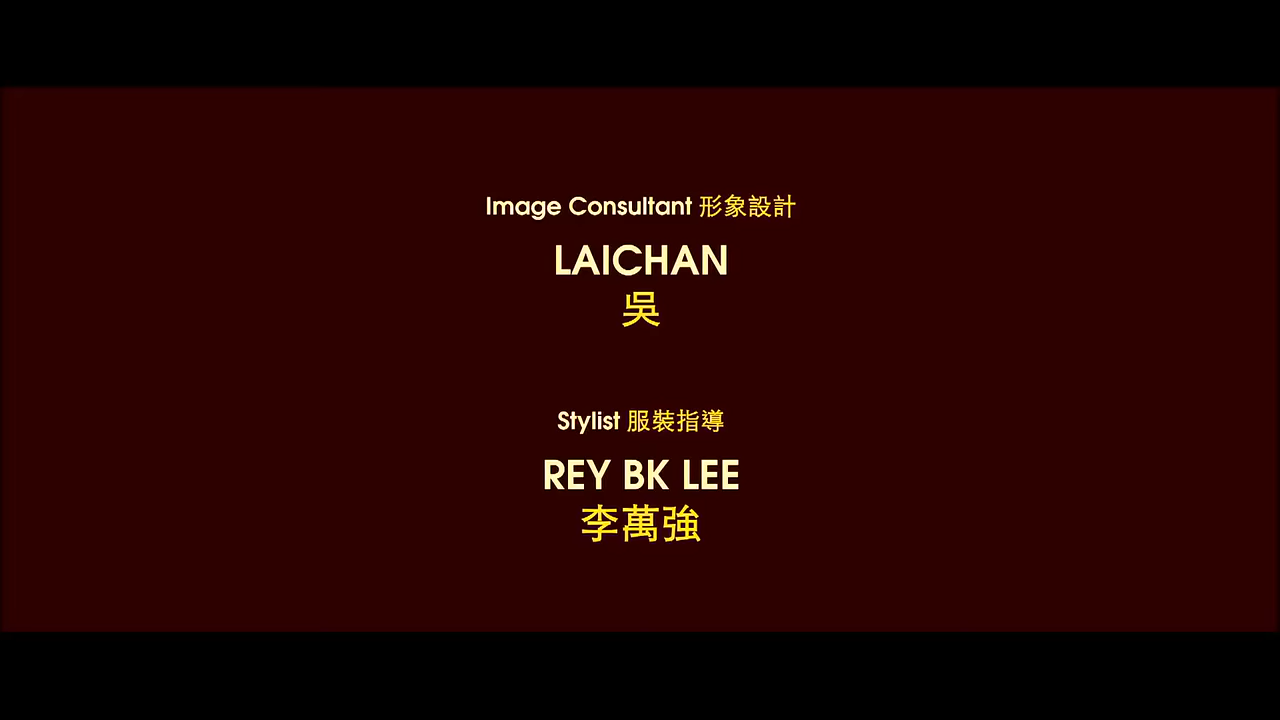 Image Consultant 形象設計
LAICHAN
吳
Stylist 服裝指導
REY BK LEE
李萬強